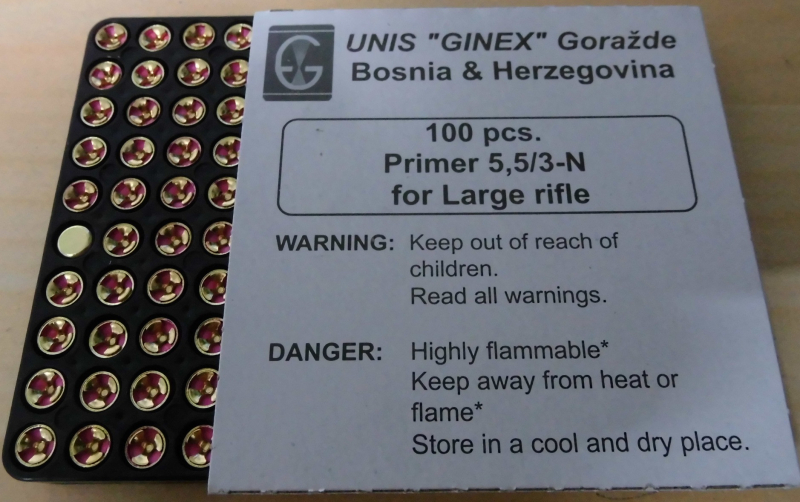 UNIS "GINEX" Goražde
Bosnia & Herzegovina
100 pcs.
Primer 5,5/3-N
for Large rifle
WARNING: Keep out of reach of
children.
Read all warnings.
DANGER: Highly flammable*
Keep away from heat or
flame*
Store in a cool and dry place.